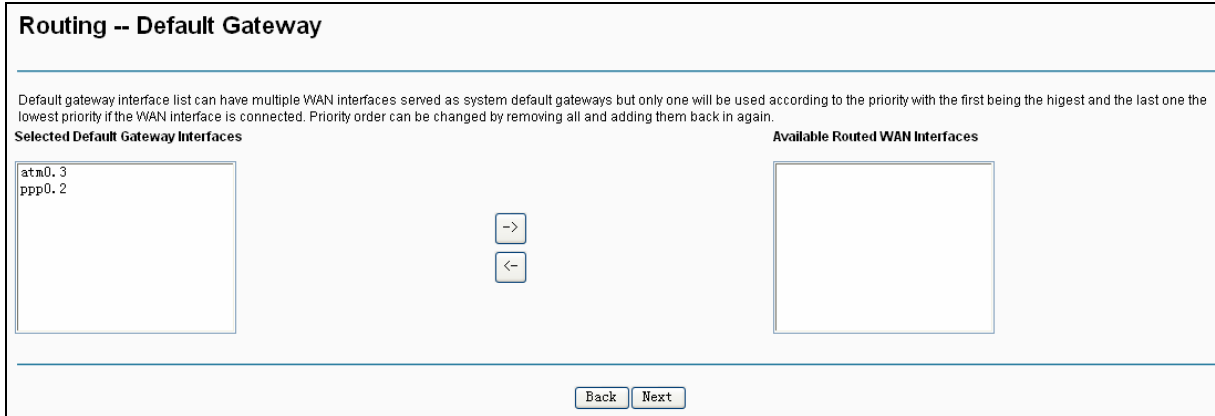 Routing -- Default Gateway
Default gateway interface list can have multiple WAN interfaces served as system default gateways but only one will be used according to the priority with the first being the higest and the last one the
lowest priority if the WAN interface is connected. Priority order can be changed by removing all and adding them back in again.
Selected Default Gateway Interfaces
Available Routed WAN Interfaces
atm0.3
ppp0.2
->
<-
Back Next